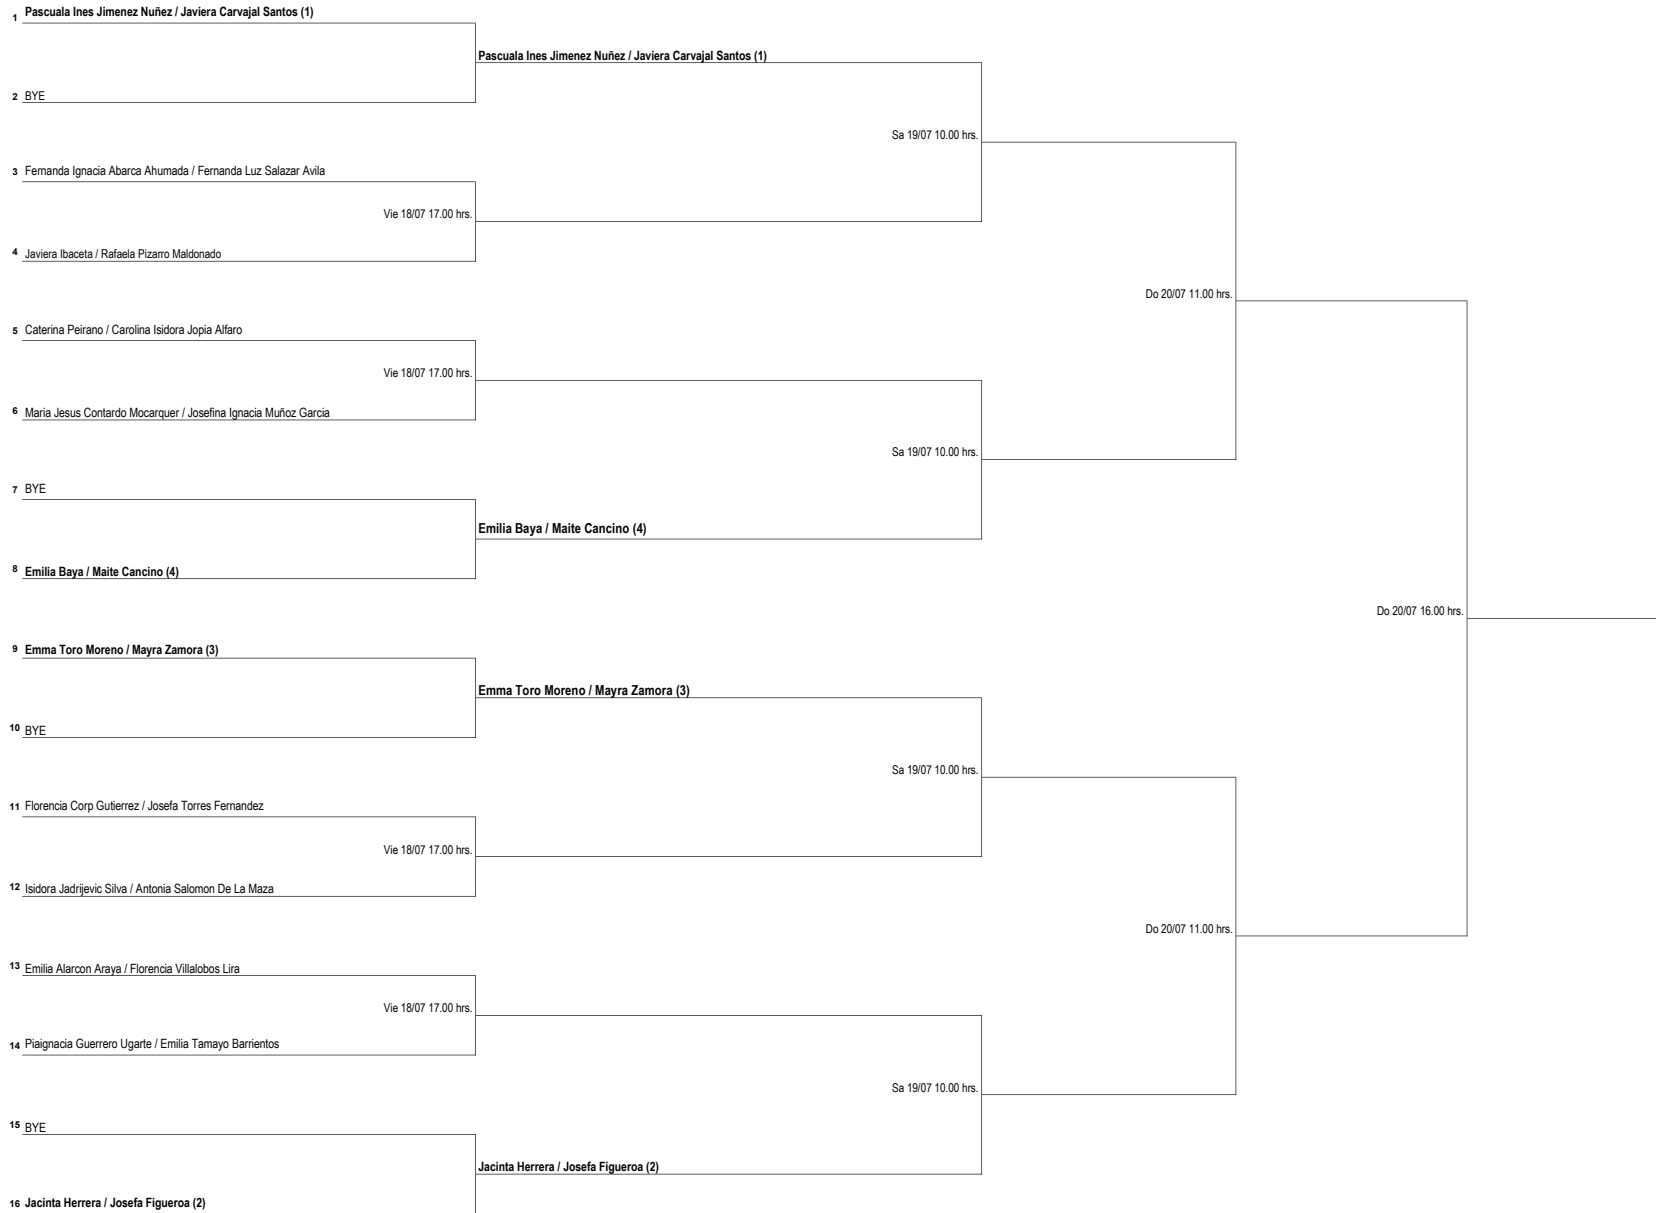 1 Pascuala Ines Jimenez Nuñez / Javiera Carvajal Santos (1)
Pascuala Ines Jimenez Nuñez / Javiera Carvajal Santos (1)
2 BYE
Sa 19/07 10.00 hrs.
3 Fernanda Ignacia Abarca Ahumada / Fernanda Luz Salazar Avila
Vie 18/07 17.00 hrs.
4 Javiera Ibaceta / Rafaela Pizarro Maldonado
Do 20/07 11.00 hrs.
5 Caterina Peirano / Carolina Isidora Jopia Alfaro
Vie 18/07 17.00 hrs.
6 Maria Jesus Contardo Mocarquer / Josefina Ignacia Muñoz Garcia
Sa 19/07 10.00 hrs.
7 BYE
Emilia Baya / Maite Cancino (4)
8 Emilia Baya / Maite Cancino (4)
Do 20/07 16.00 hrs.
9 Emma Toro Moreno / Mayra Zamora (3)
Emma Toro Moreno / Mayra Zamora (3)
10 BYE
Sa 19/07 10.00 hrs.
11 Florencia Corp Gutierrez / Josefa Torres Fernandez
Vie 18/07 17.00 hrs.
12 Isidora Jadrijevic Silva / Antonia Salomon De La Maza
Do 20/07 11.00 hrs.
13 Emilia Alarcon Araya / Florencia Villalobos Lira
Vie 18/07 17.00 hrs.
14 Piaignacia Guerrero Ugarte / Emilia Tamayo Barrientos
Sa 19/07 10.00 hrs.
15 BYE
Jacinta Herrera / Josefa Figueroa (2)
16 Jacinta Herrera / Josefa Figueroa (2)